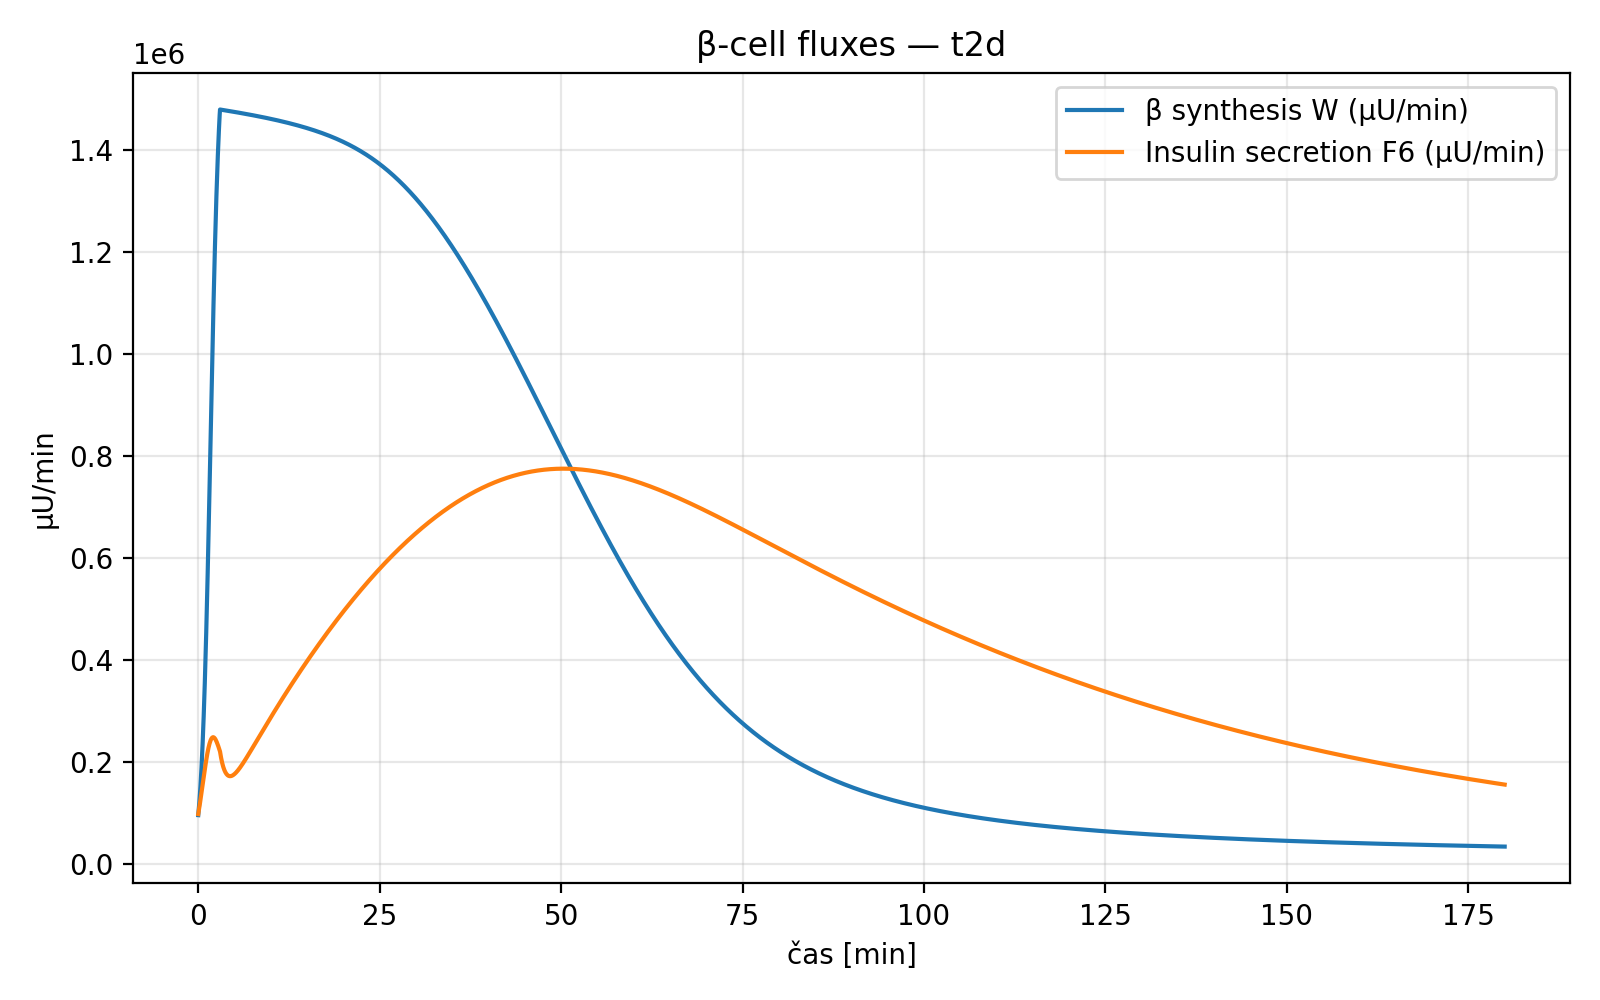 β-cell fluxes — t2d
1e6
β synthesis W (μU/min)
Insulin secretion F6 (μU/min)
1.4
1.2
1.0
0.8
0.6
0.4
0.2
0.0
μU/min
0 25 50 75 100 125 150 175
čas [min]